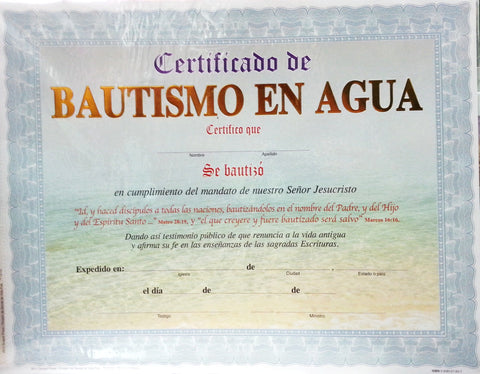 Certificado de
BAUTISMO EN AGUA
Certifico que
Nombre Apellido
Se bautizó
en cumplimiento del mandato de nuestro Señor Jesucristo
“Id, y haced discípulos a todas las naciones, bautizándolos en el nombre del Padre, y del Hijo
y del Espíritu Santo ...” Mateo 28:19, y “el que creyere y fuere bautizado será salvo” Marcos 16:16.
Dando así testimonio público de que renuncia a la vida antigua
y afirma su fe en las enseñanzas de las sagradas Escrituras.
Expedido en: de
Iglesia Ciudad Estado o país
el día de de
Testigo Ministro